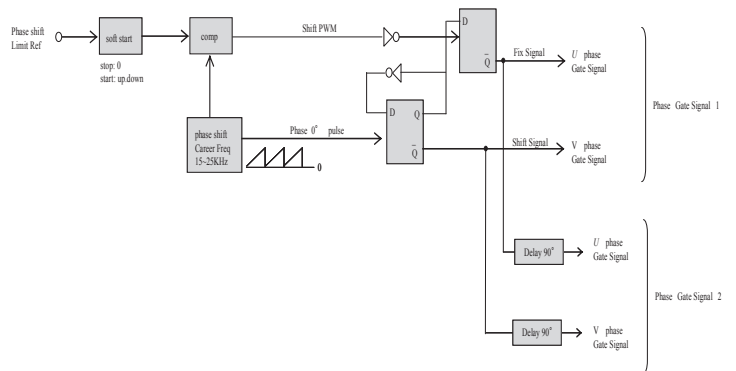 Phase shift
Limit Ref
soft start
stop: 0
start: up.down
comp
Shift PWM
D
Q̄
Fix Signal
U phase
Gate Signal
phase shift
Career Freq
15~25KHz
Phase 0° pulse
0
D
Q
Q̄
Shift Signal
V phase
Gate Signal
Phase Gate Signal 1
Delay 90°
U phase
Gate Signal
Delay 90°
V phase
Gate Signal
Phase Gate Signal 2